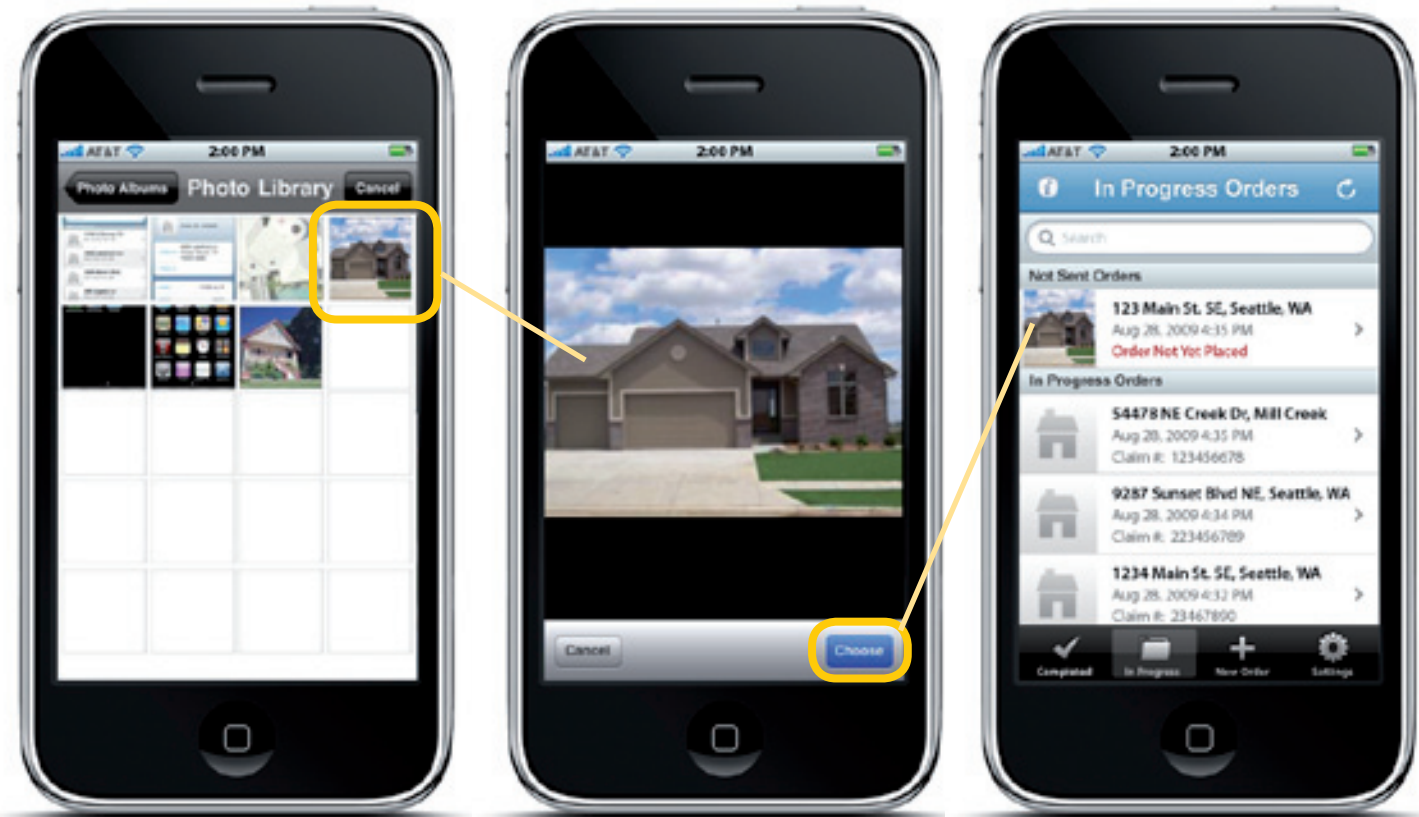 AT&T 2:00 PM
Photo Albums Photo Library Cancel
AT&T 2:00 PM
Cancel Choose
AT&T 2:00 PM
In Progress Orders
Search
Not Sent Orders
123 Main St. SE, Seattle, WA
Aug 28, 2009 4:35 PM
Order Not Yet Placed
In Progress Orders
54478 NE Creek Dr, Mill Creek
Aug 28, 2009 4:35 PM
Claim #: 123456678
9287 Sunset Blvd NE, Seattle, WA
Aug 28, 2009 4:34 PM
Claim #: 223456789
1234 Main St. SE, Seattle, WA
Aug 28, 2009 4:32 PM
Claim #: 23467890
Completed In Progress New Order Settings